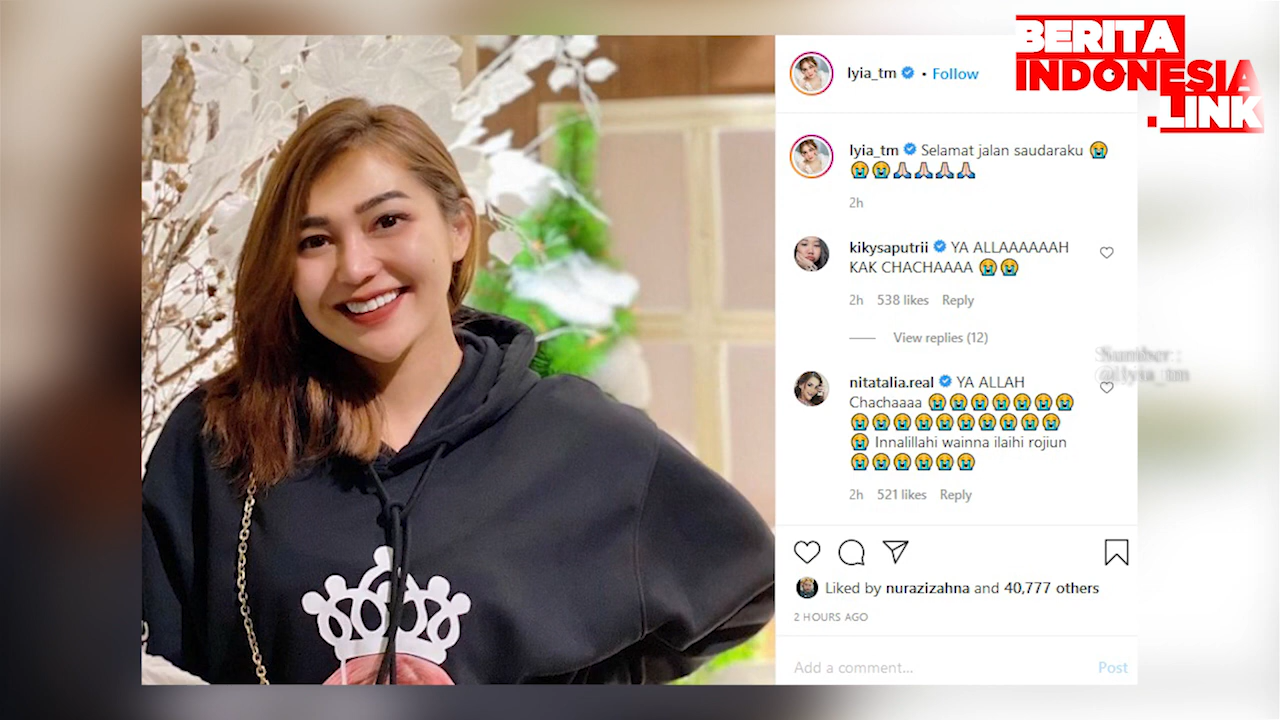 BERITA
INDONESIA
.LINK
lyia_tm • Follow
lyia_tm Selamat jalan saudaraku 😭
😭😭🙏🏻🙏🏻🙏🏻🙏🏻
2h
kikysaputrii YA ALLAAAAAAH
KAK CHACHAAAA 😭😭
2h 538 likes Reply
View replies (12)
Sumber :
@lyia_tm
nitatalia.real YA ALLAH
Chachaaaa 😭😭😭😭😭😭😭
😭😭😭😭😭😭😭😭😭😭
😭 Innalillahi wainna ilaihi rojiun
😭😭😭😭😭😭
2h 521 likes Reply
Liked by nurazizahna and 40,777 others
2 HOURS AGO
Add a comment... Post